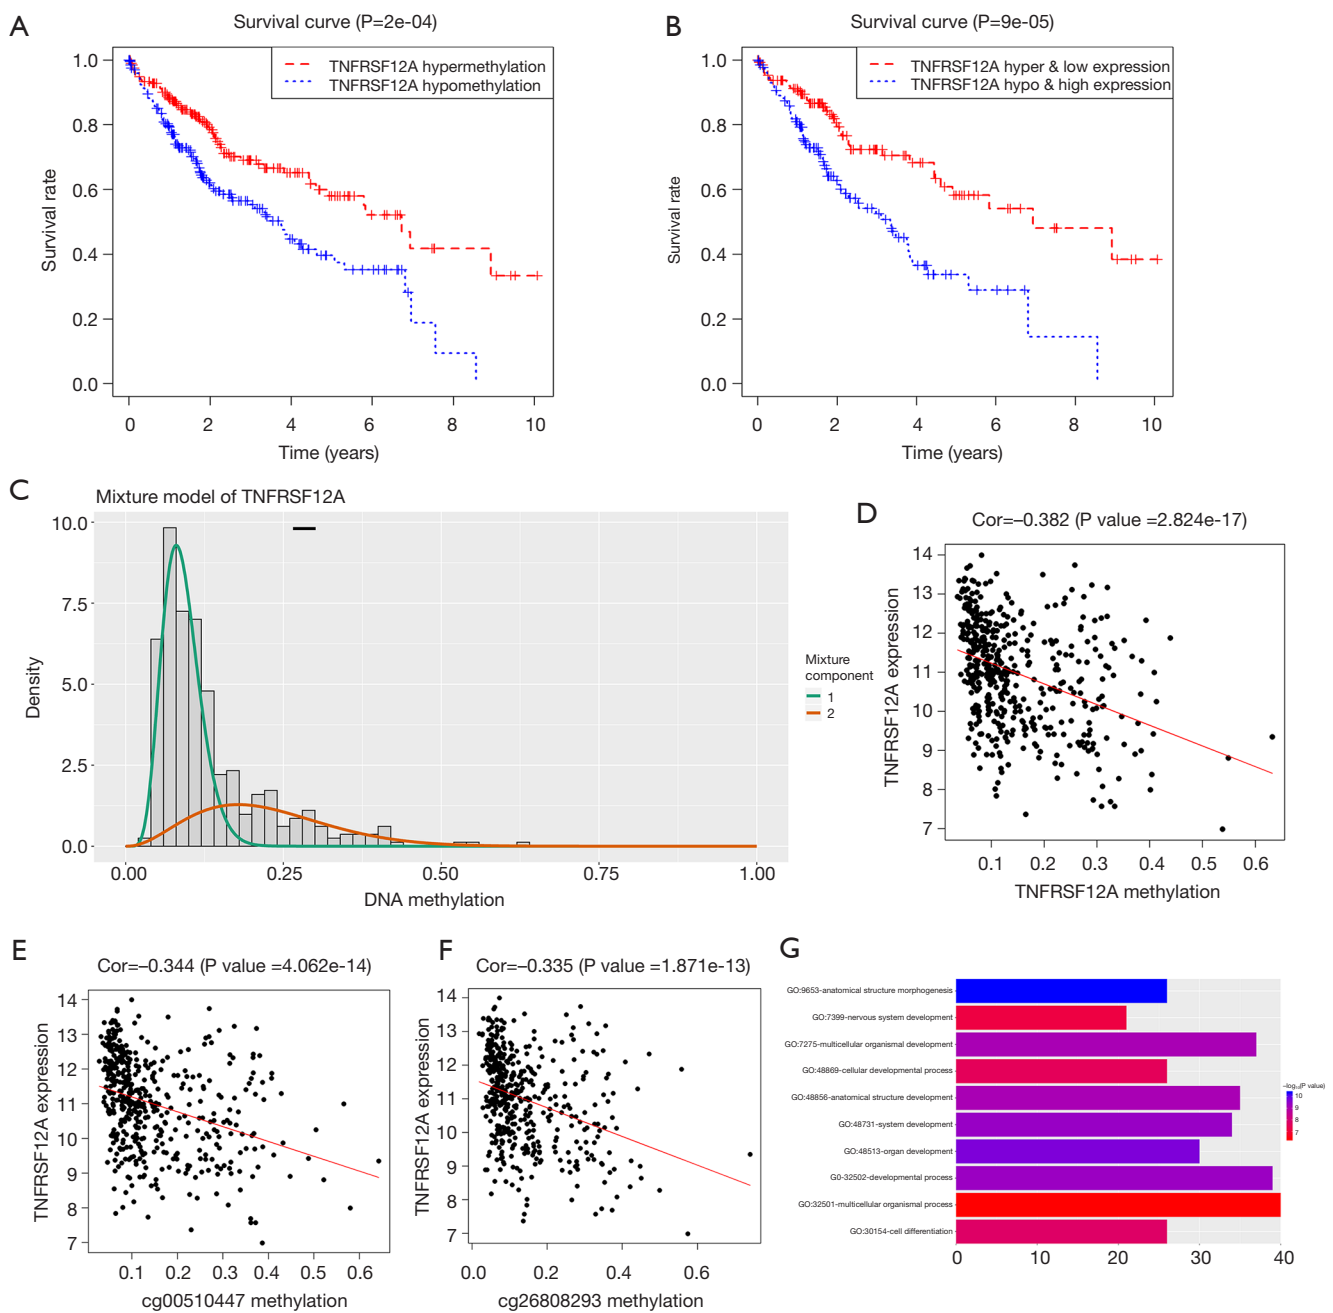 A
Survival curve (P=2e-04)
TNFRSF12A hypermethylation
TNFRSF12A hypomethylation
1.0
0.8
0.6
0.4
0.2
0.0
Survival rate
0 2 4 6 8 10
Time (years)
B
Survival curve (P=9e-05)
TNFRSF12A hyper & low expression
TNFRSF12A hypo & high expression
1.0
0.8
0.6
0.4
0.2
0.0
Survival rate
0 2 4 6 8 10
Time (years)
C
Mixture model of TNFRSF12A
10.0
7.5
5.0
2.5
0.0
Density
0.00 0.25 0.50 0.75 1.00
DNA methylation
Mixture
component
1
2
D
Cor=–0.382 (P value =2.824e-17)
14
13
12
11
10
9
8
7
TNFRSF12A expression
0.1 0.2 0.3 0.4 0.5 0.6
TNFRSF12A methylation
E
Cor=–0.344 (P value =4.062e-14)
14
13
12
11
10
9
8
7
TNFRSF12A expression
0.1 0.2 0.3 0.4 0.5 0.6
cg00510447 methylation
F
Cor=–0.335 (P value =1.871e-13)
14
13
12
11
10
9
8
7
TNFRSF12A expression
0.0 0.2 0.4 0.6
cg26808293 methylation
G
GO:9653-anatomical structure morphogenesis
GO:7399-nervous system development
GO:7275-multicellular organismal development
GO:48869-cellular developmental process
GO:48856-anatomical structure development
GO:48731-system development
GO:48513-organ development
G0-32502-developmental process
GO:32501-multicellular organismal process
GO:30154-cell differentiation
0 10 20 30 40
–log₁₀(P value)
10
9
8
7